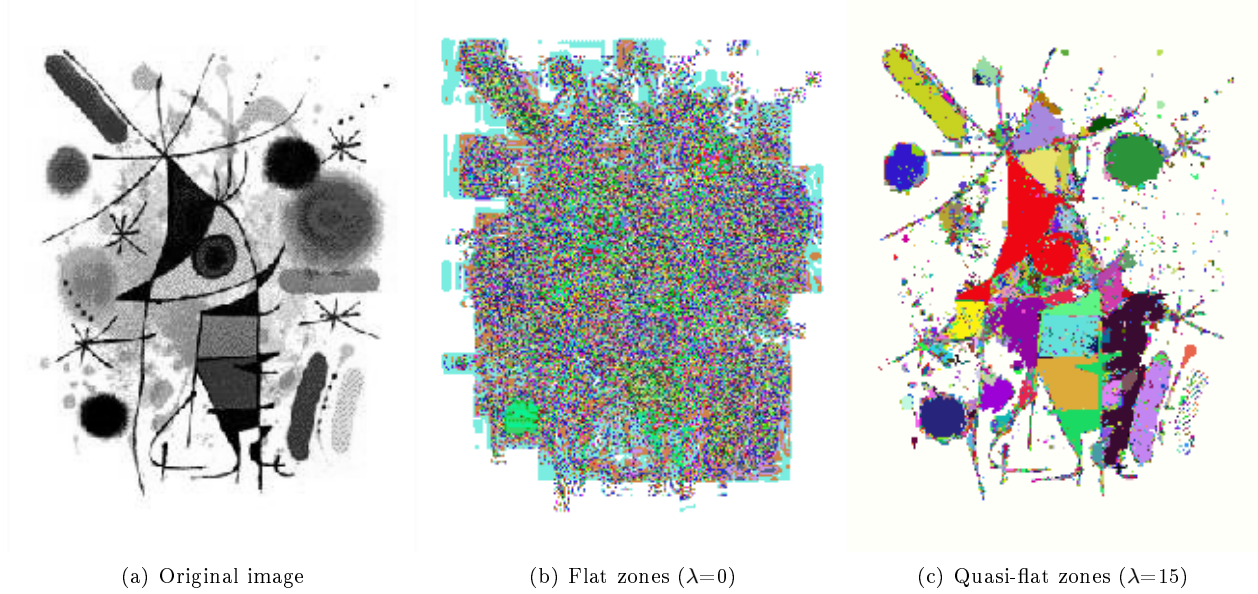 (a) Original image
(b) Flat zones (λ=0)
(c) Quasi-flat zones (λ=15)